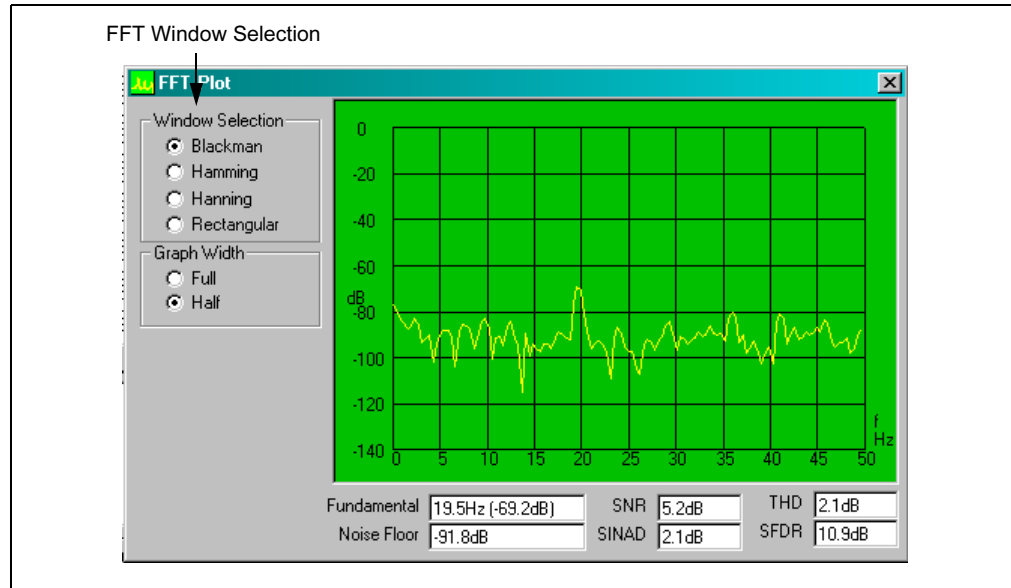 FFT Window Selection
FFT Plot
Window Selection
Blackman
Hamming
Hanning
Rectangular
Graph Width
Full
Half
0
-20
-40
-60
dB
-80
-100
-120
-140
0 5 10 15 20 25 30 35 40 45 50
f
Hz
Fundamental 19.5Hz (-69.2dB) SNR 5.2dB THD 2.1dB
Noise Floor -91.8dB SINAD 2.1dB SFDR 10.9dB